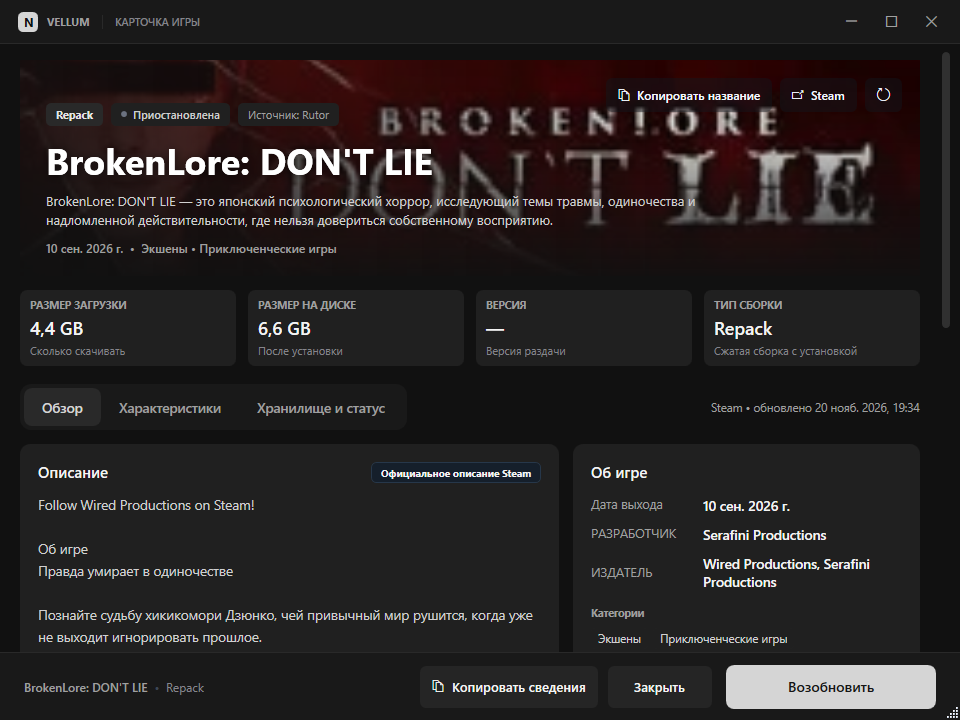 N VELLUM КАРТОЧКА ИГРЫ
Копировать название Steam
Repack • Приостановлена Источник: Rutor
BROKEN!.ORE
DON'T LIE
BrokenLore: DON'T LIE
BrokenLore: DON'T LIE — это японский психологический хоррор, исследующий темы травмы, одиночества и
надломленной действительности, где нельзя довериться собственному восприятию.
10 сен. 2026 г. • Экшены • Приключенческие игры
РАЗМЕР ЗАГРУЗКИ
4,4 GB
Сколько скачивать
РАЗМЕР НА ДИСКЕ
6,6 GB
После установки
ВЕРСИЯ
—
Версия раздачи
ТИП СБОРКИ
Repack
Сжатая сборка с установкой
Обзор Характеристики Хранилище и статус
Steam • обновлено 20 нояб. 2026, 19:34
Описание Официальное описание Steam
Follow Wired Productions on Steam!
Об игре
Правда умирает в одиночестве
Познайте судьбу хикикомори Дзюнко, чей привычный мир рушится, когда уже
не выходит игнорировать прошлое.
Об игре
Дата выхода 10 сен. 2026 г.
РАЗРАБОТЧИК Serafini Productions
ИЗДАТЕЛЬ Wired Productions, Serafini
Productions
Категории
Экшены Приключенческие игры
BrokenLore: DON'T LIE • Repack
Копировать сведения Закрыть Возобновить